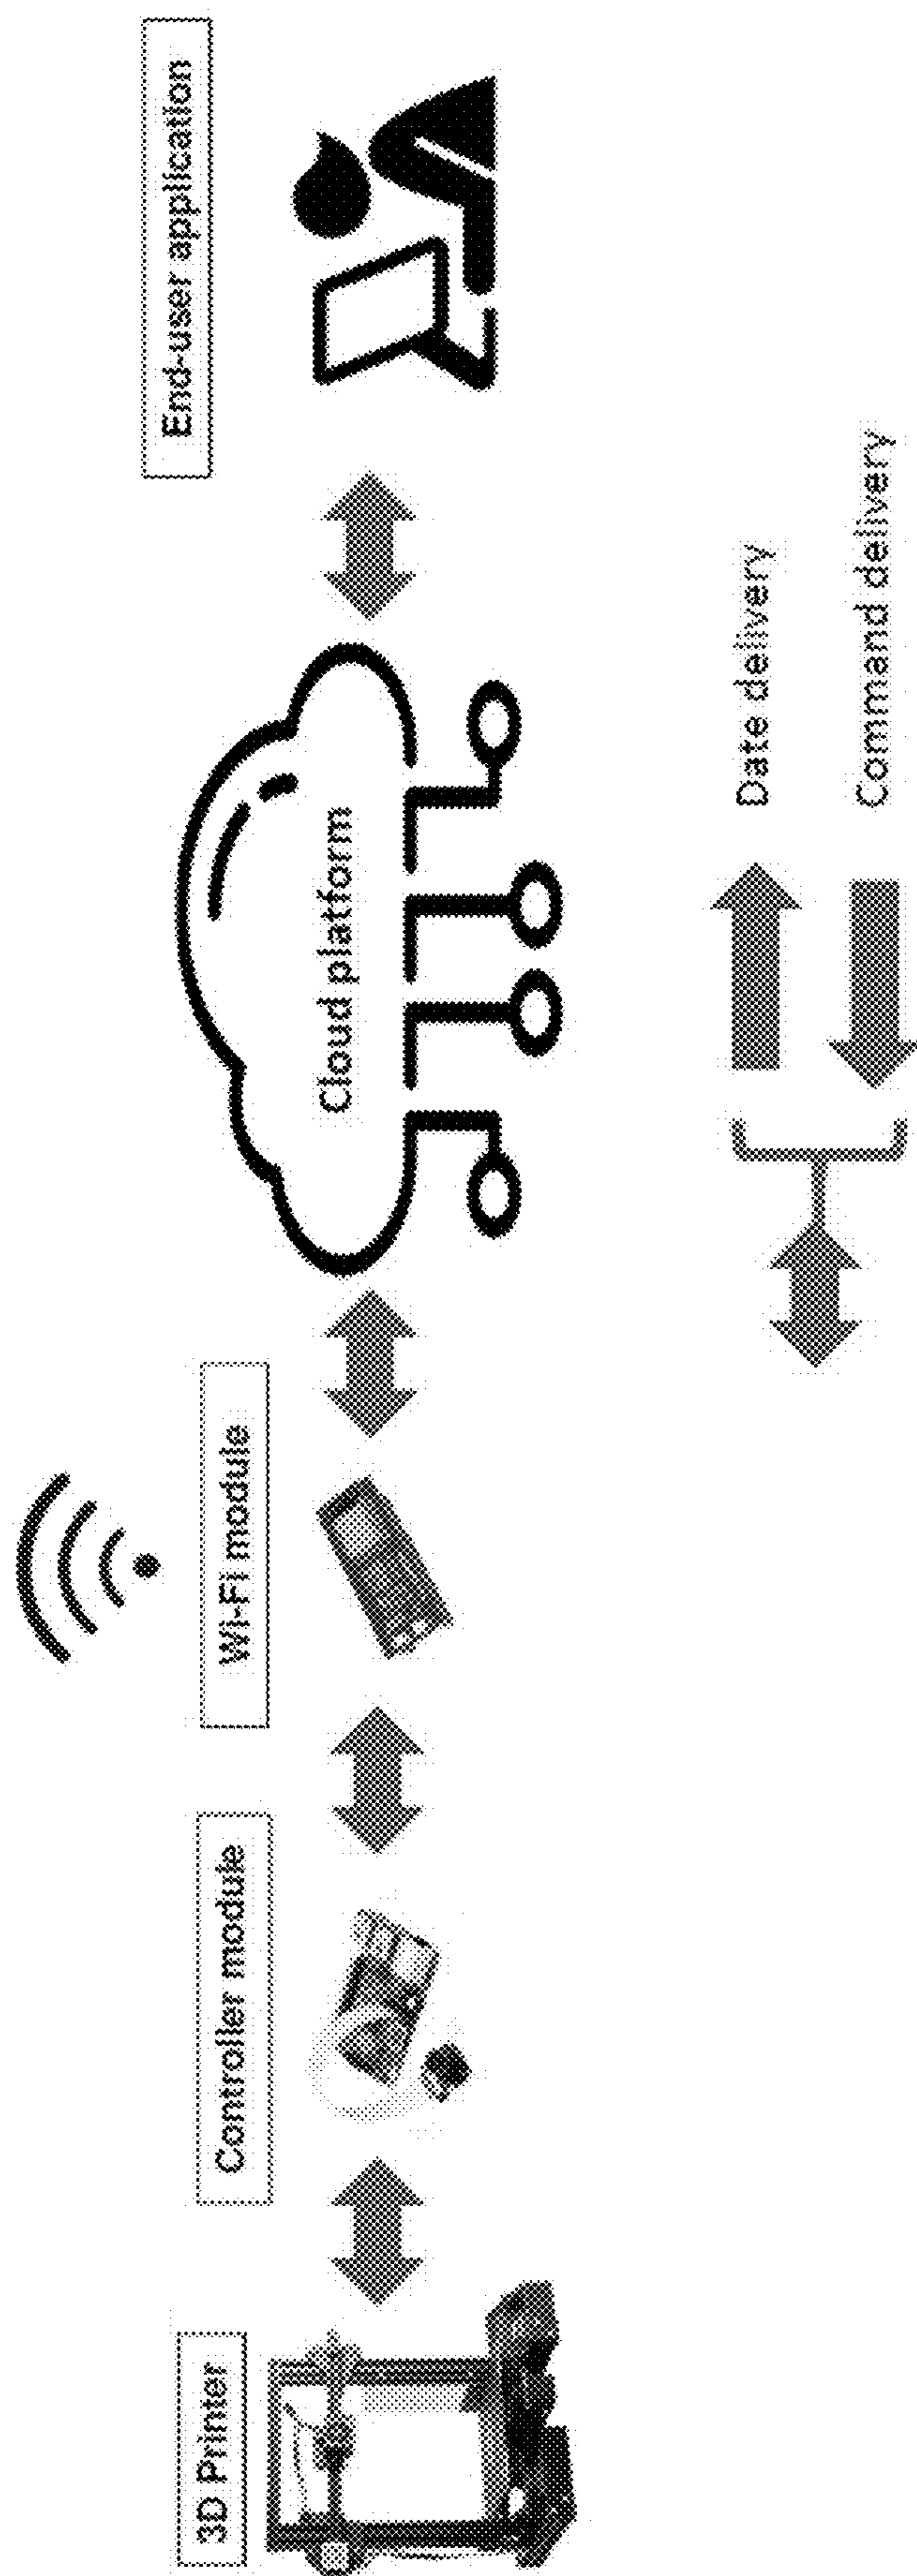 3D Printer
Controller module
Wi-Fi module
Cloud platform
End-user application
Date delivery
Command delivery